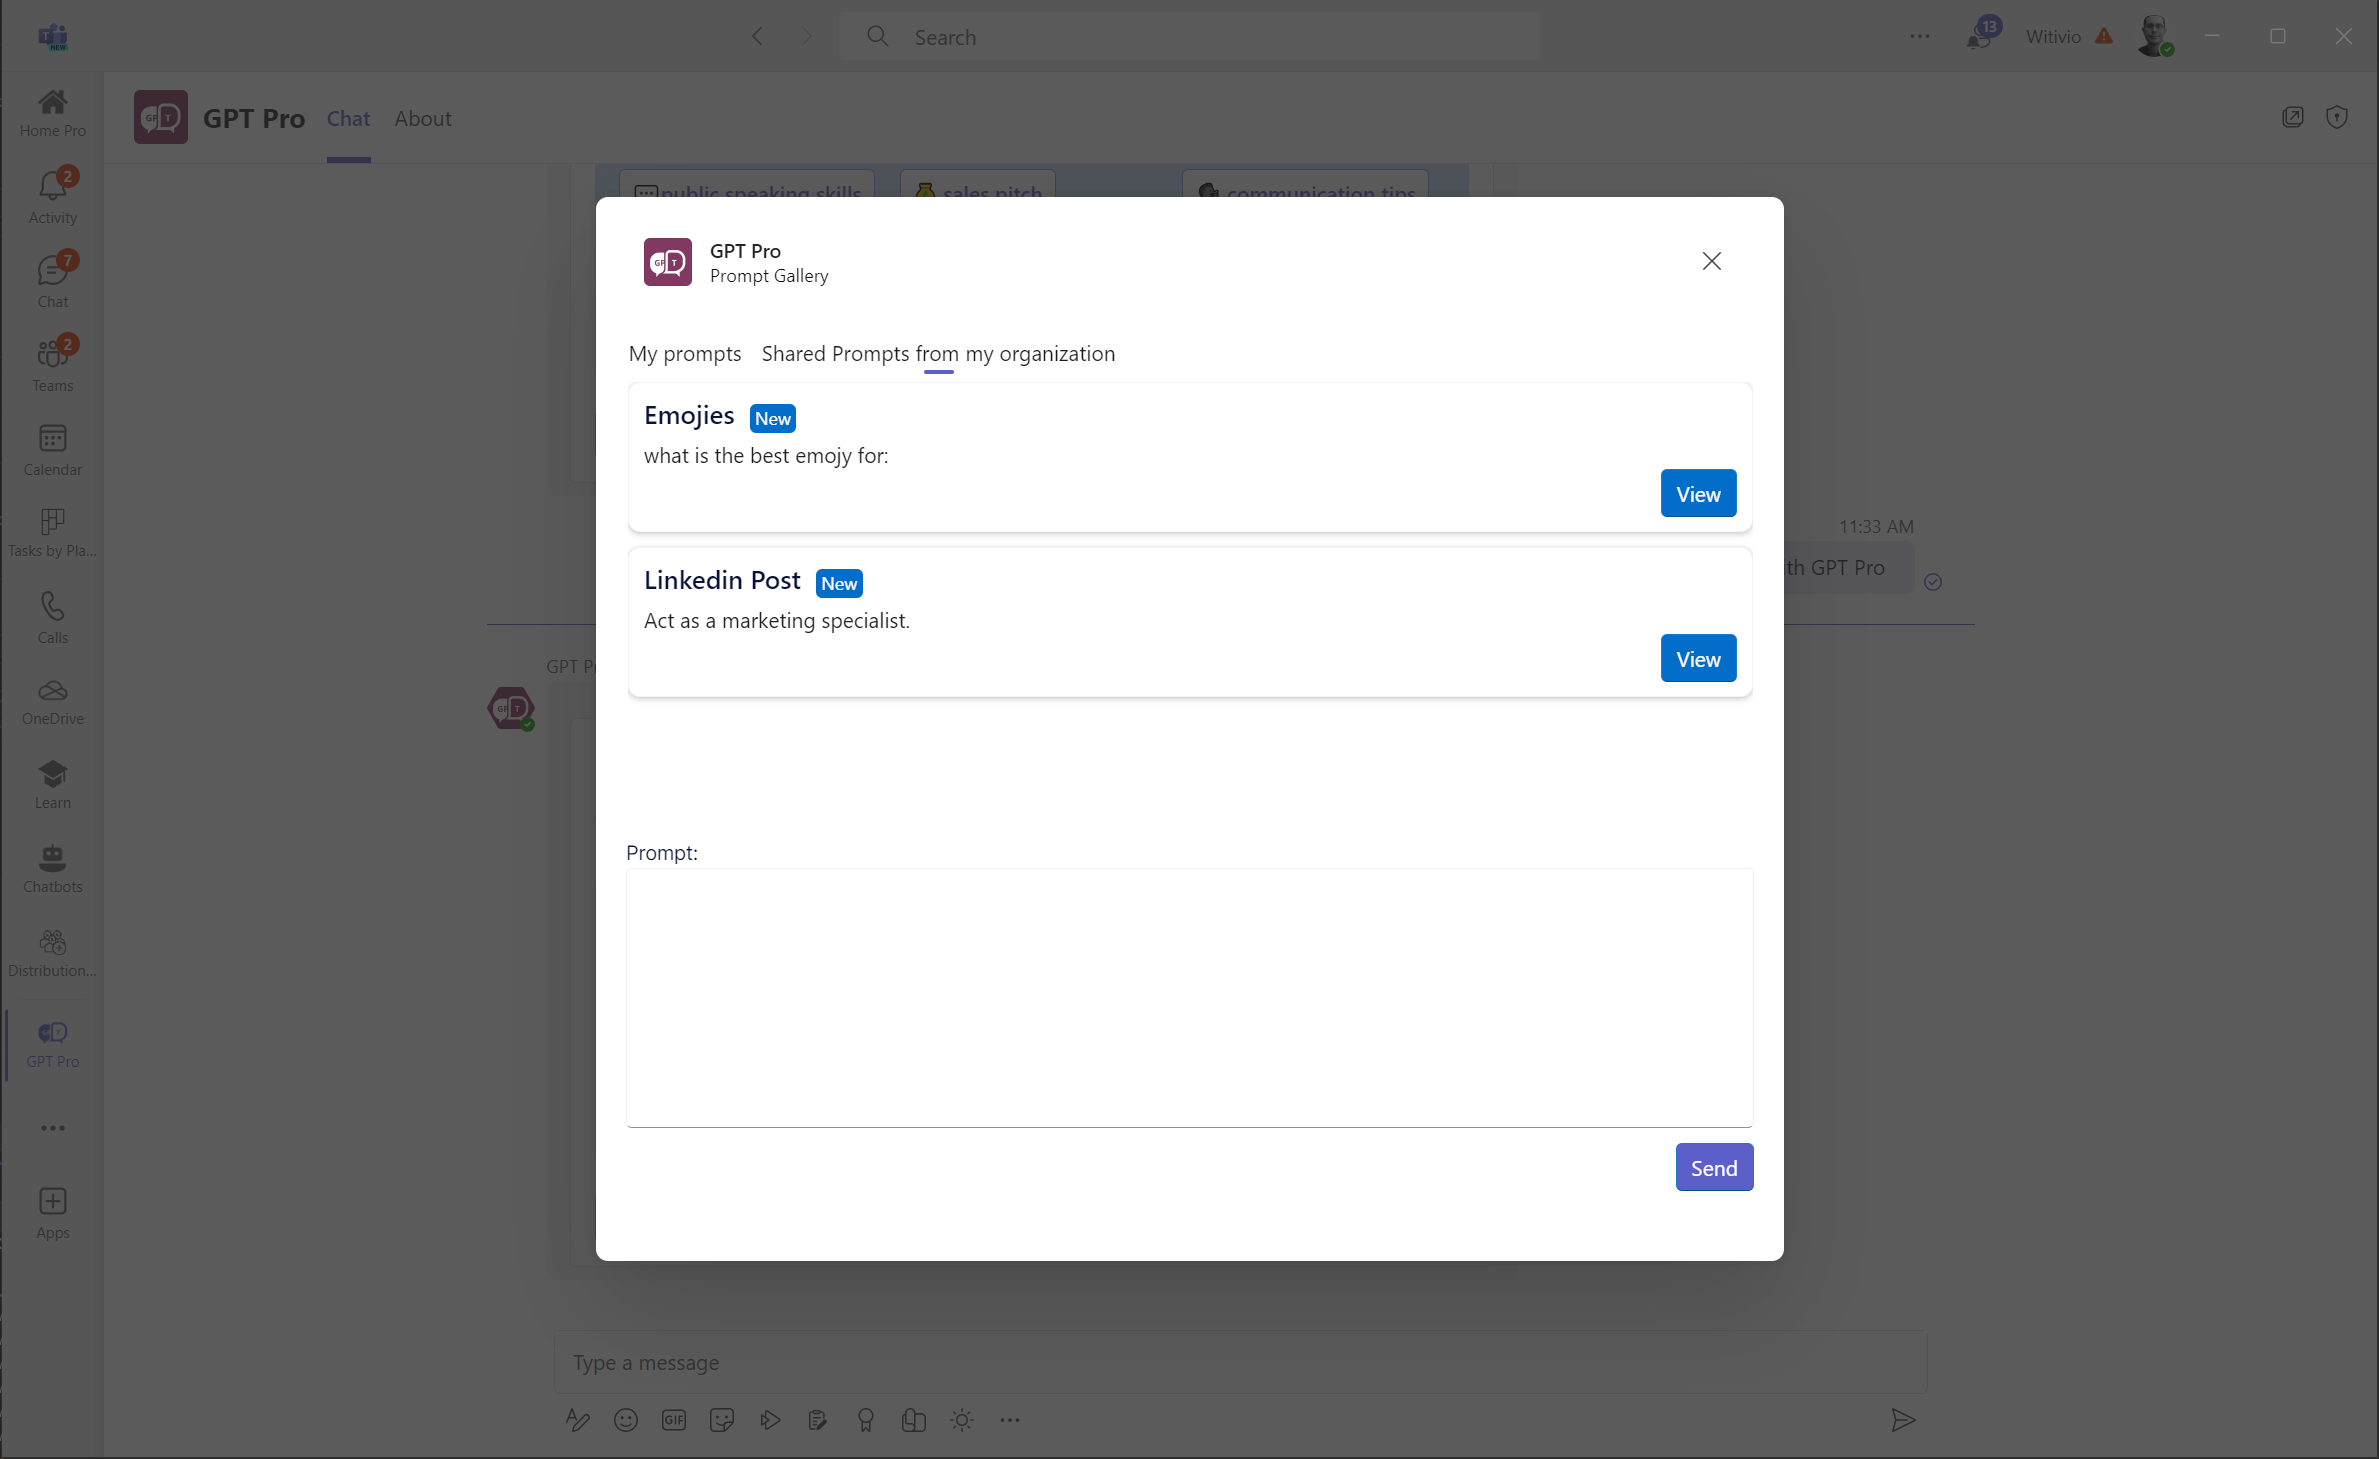 NEW
Search
13
Witivio
Home Pro
2
Activity
7
Chat
2
Teams
Calendar
Tasks by Pla...
Calls
OneDrive
Learn
Chatbots
Distribution...
GPT Pro
Apps
GPT Pro Chat About
public speaking skills sales pitch communication tips
GPT Pro
Prompt Gallery
My prompts Shared Prompts from my organization
Emojies New
what is the best emojy for:
View
Linkedin Post New
Act as a marketing specialist.
View
Prompt:
Send
11:33 AM
th GPT Pro
GPT P
Type a message
GIF